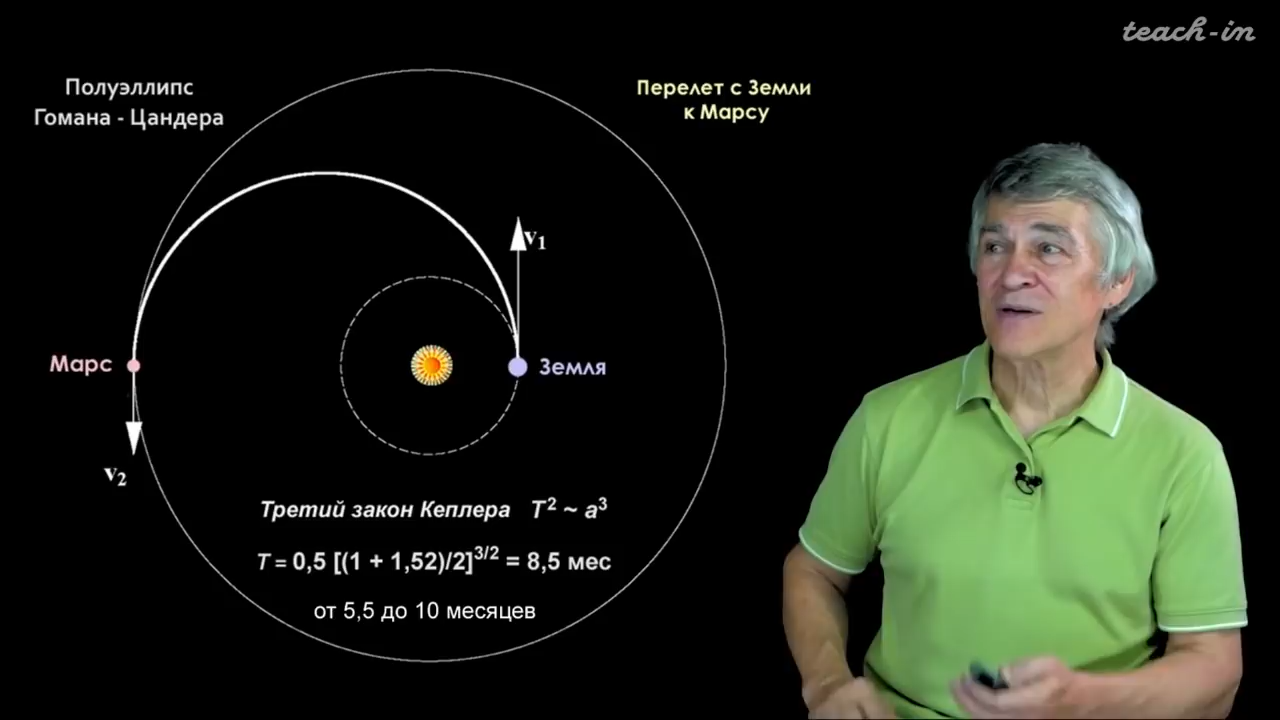 teach-in
Полуэллипс
Гомана - Цандера
Перелет с Земли
к Марсу
v₁
Марс
Земля
v₂
Третий закон Кеплера T² ~ a³
T = 0,5 [(1 + 1,52)/2]³/² = 8,5 мес
от 5,5 до 10 месяцев